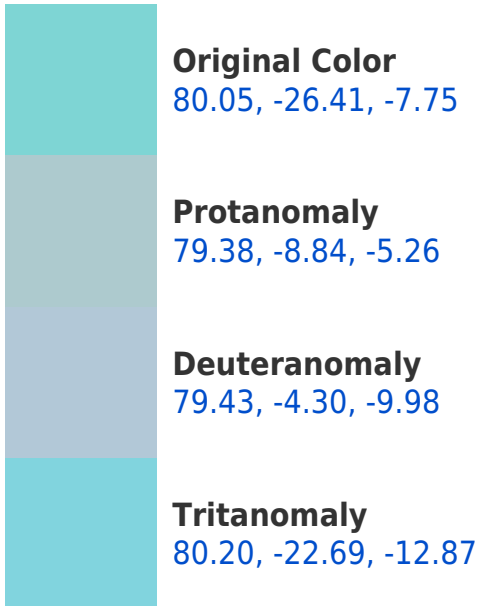 Original Color
80.05, -26.41, -7.75
Protanomaly
79.38, -8.84, -5.26
Deuteranomaly
79.43, -4.30, -9.98
Tritanomaly
80.20, -22.69, -12.87